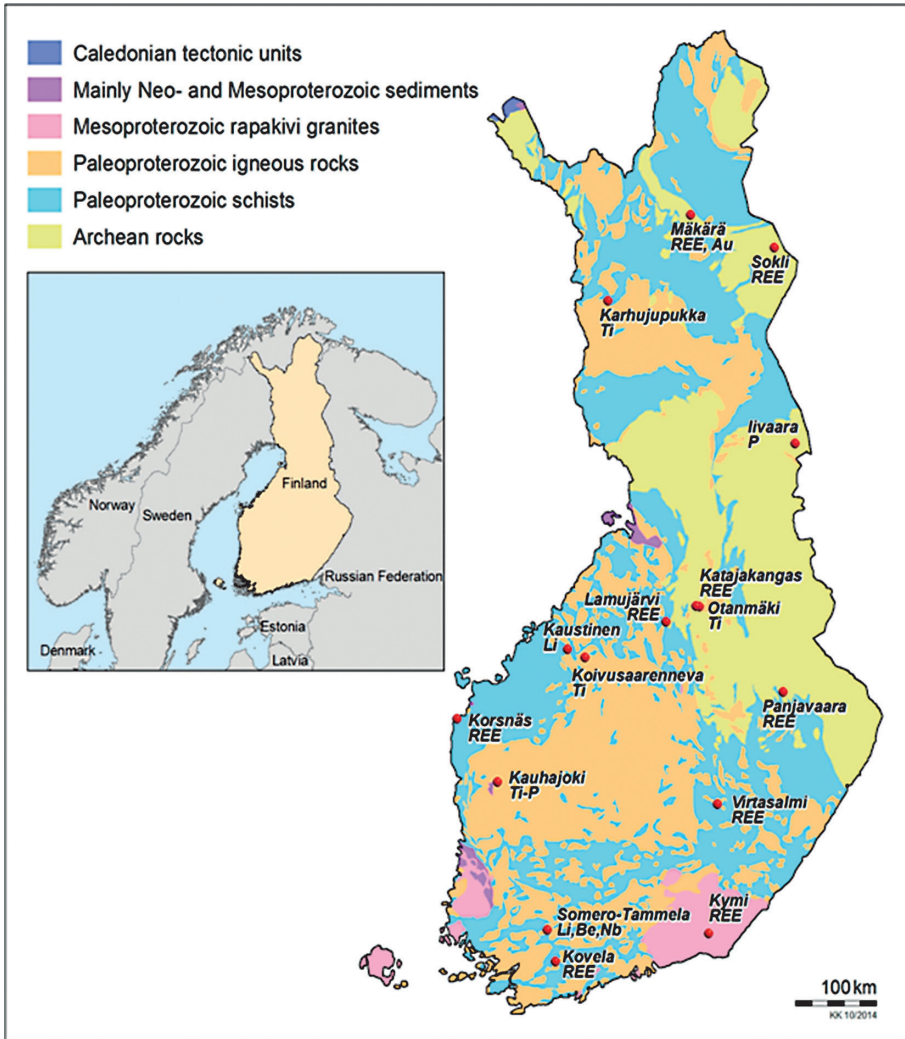 Caledonian tectonic units
Mainly Neo- and Mesoproterozoic sediments
Mesoproterozoic rapakivi granites
Paleoproterozoic igneous rocks
Paleoproterozoic schists
Archean rocks
Norway
Sweden
Finland
Russian Federation
Estonia
Latvia
Denmark
Mäkärä
REE, Au
Sokli
REE
Karhujupukka
Ti
Iivaara
P
Katajakangas
REE
Otanmäki
Ti
Lamujärvi
REE
Kaustinen
Li
Koivusaarenneva
Ti
Panjavaara
REE
Korsnäs
REE
Kauhajoki
Ti-P
Virtasalmi
REE
Kymi
REE
Somero-Tammela
Li,Be,Nb
Kovela
REE
100 km
KK 10/2014